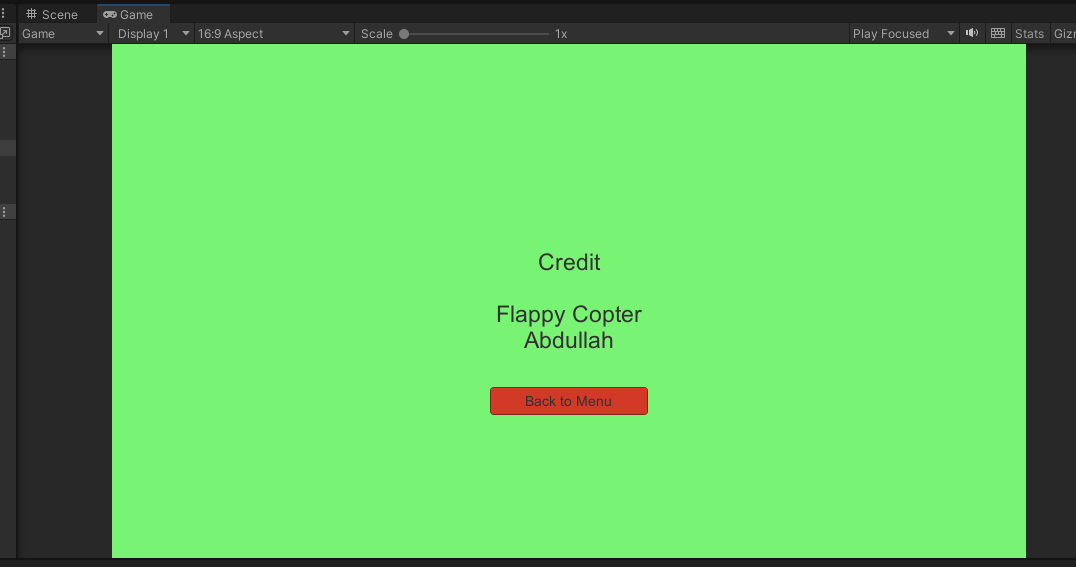 Scene Game
Game Display 1 16:9 Aspect Scale 1x Play Focused Stats
Credit
Flappy Copter
Abdullah
Back to Menu